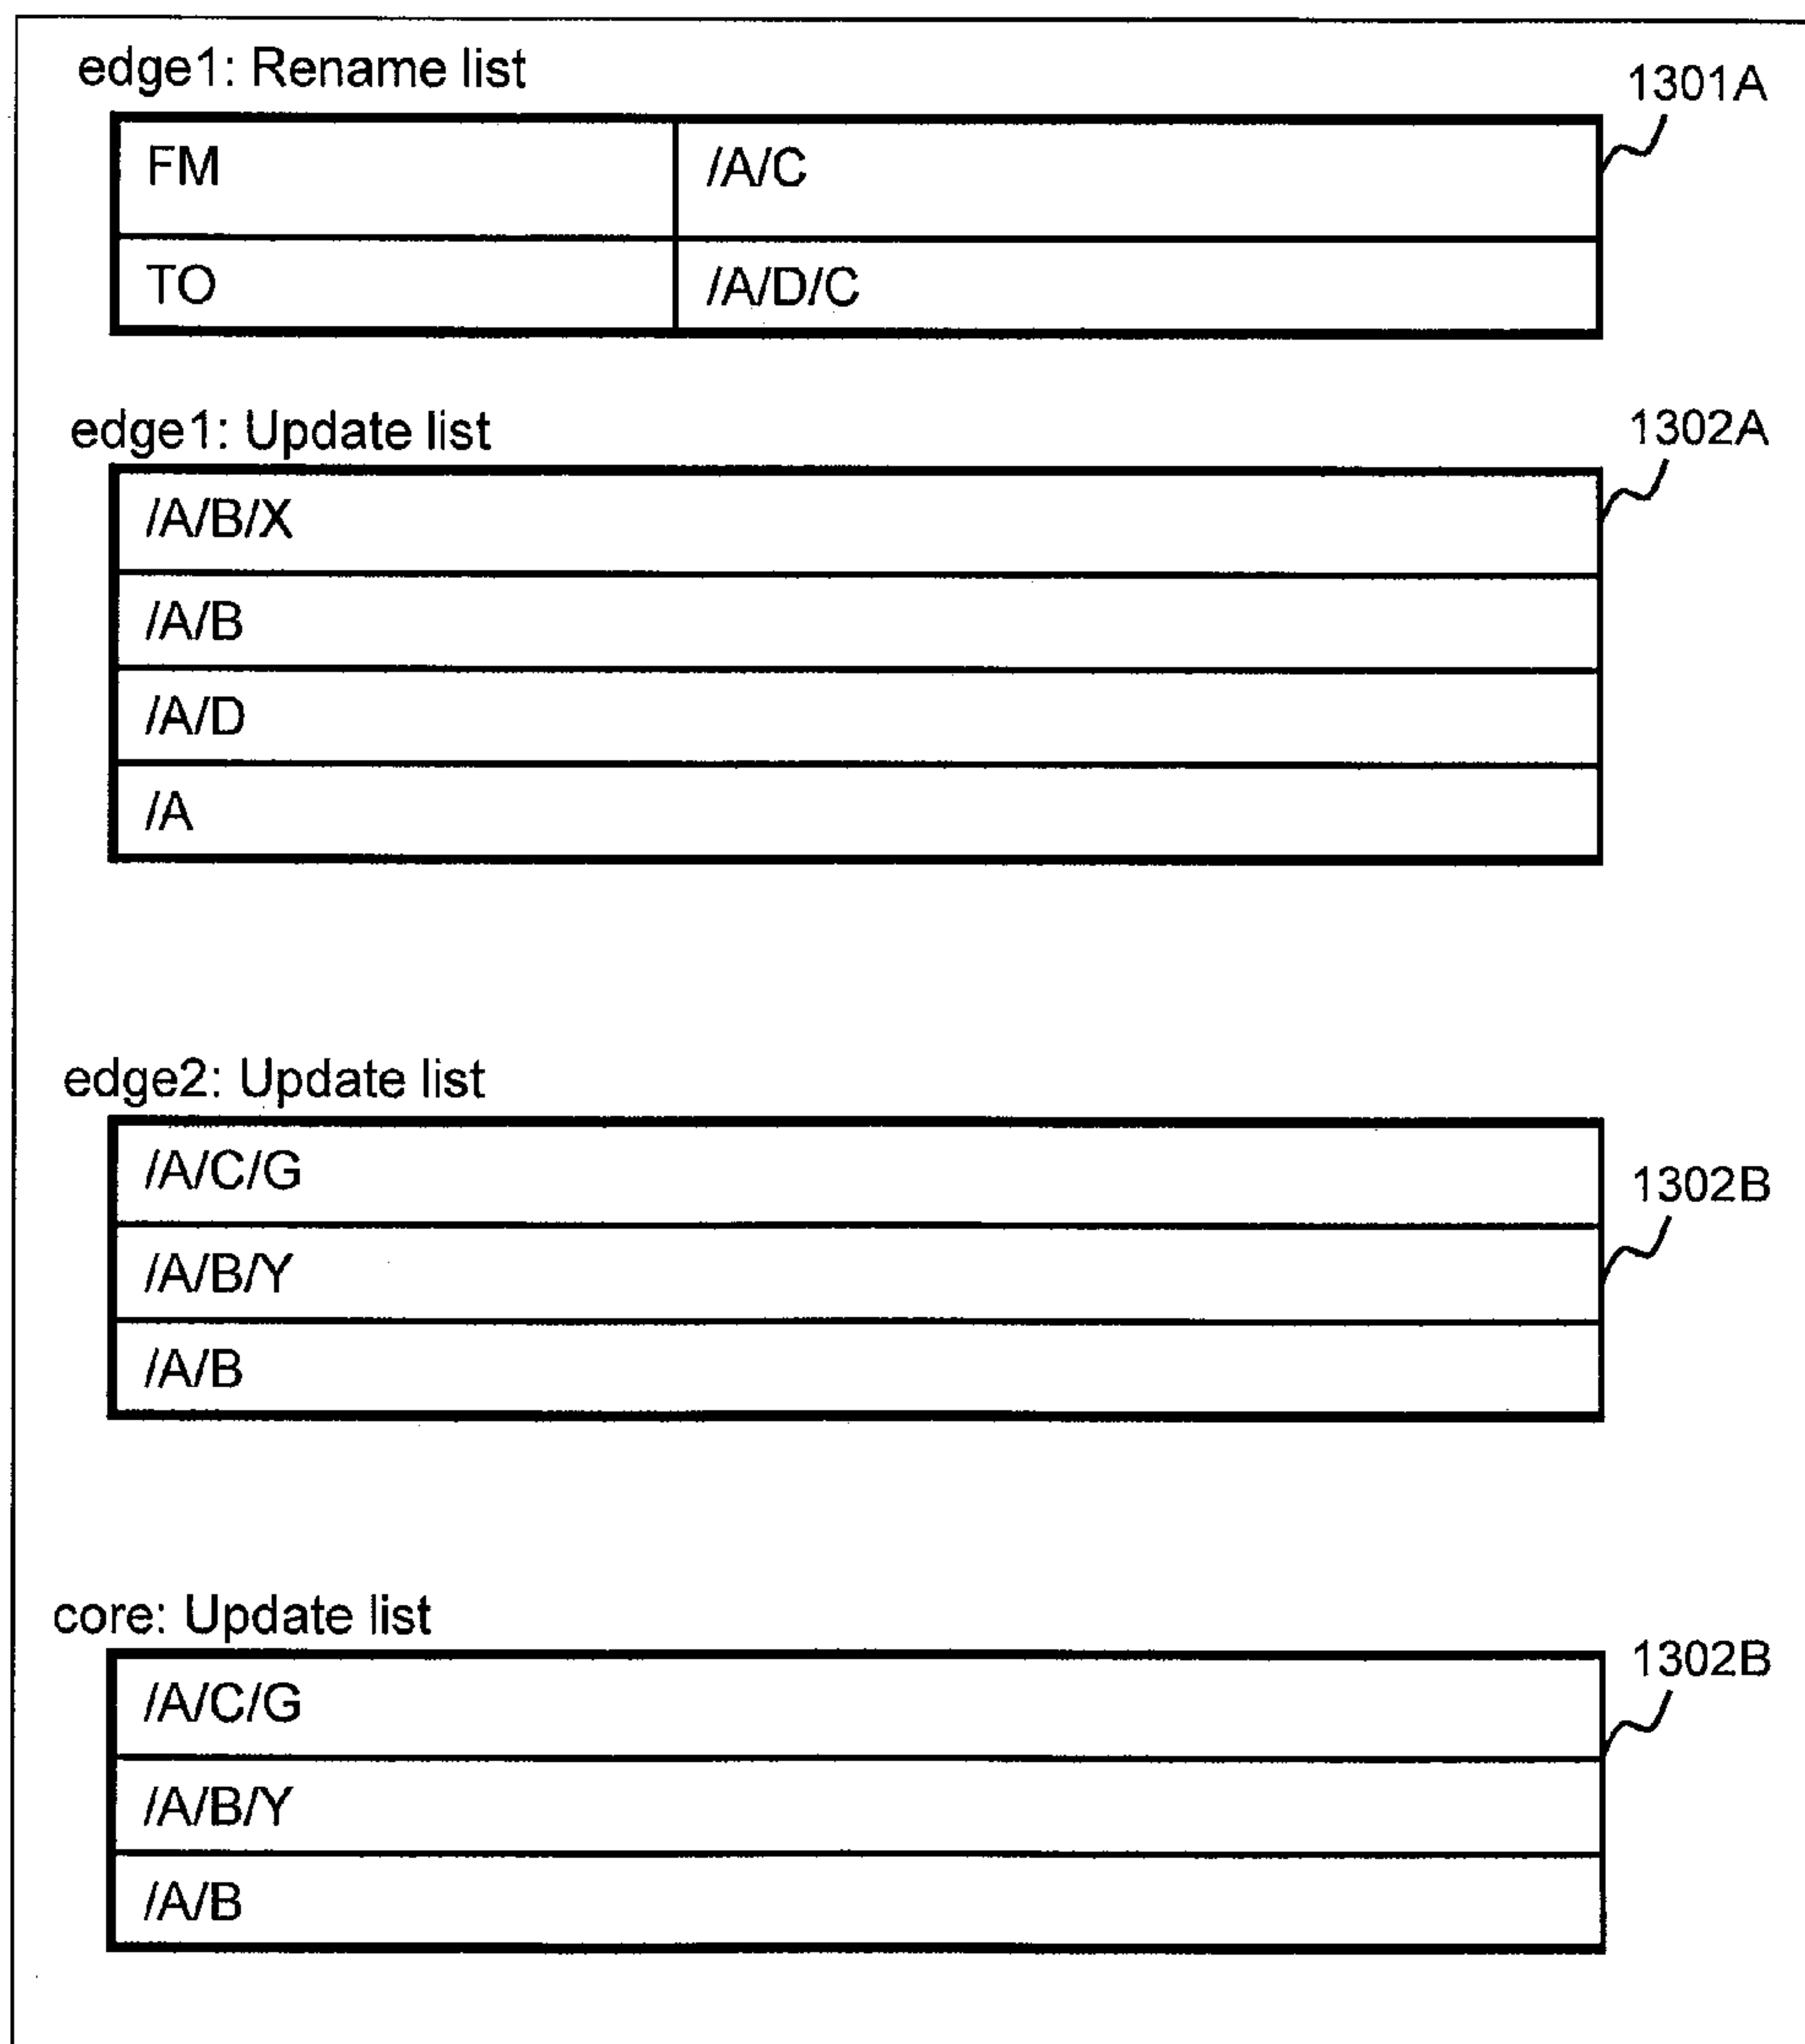 edge1: Rename list
1301A
FM /A/C
TO /A/D/C
edge1: Update list
1302A
/A/B/X
/A/B
/A/D
/A
edge2: Update list
/A/C/G
1302B
/A/B/Y
/A/B
core: Update list
1302B
/A/C/G
/A/B/Y
/A/B